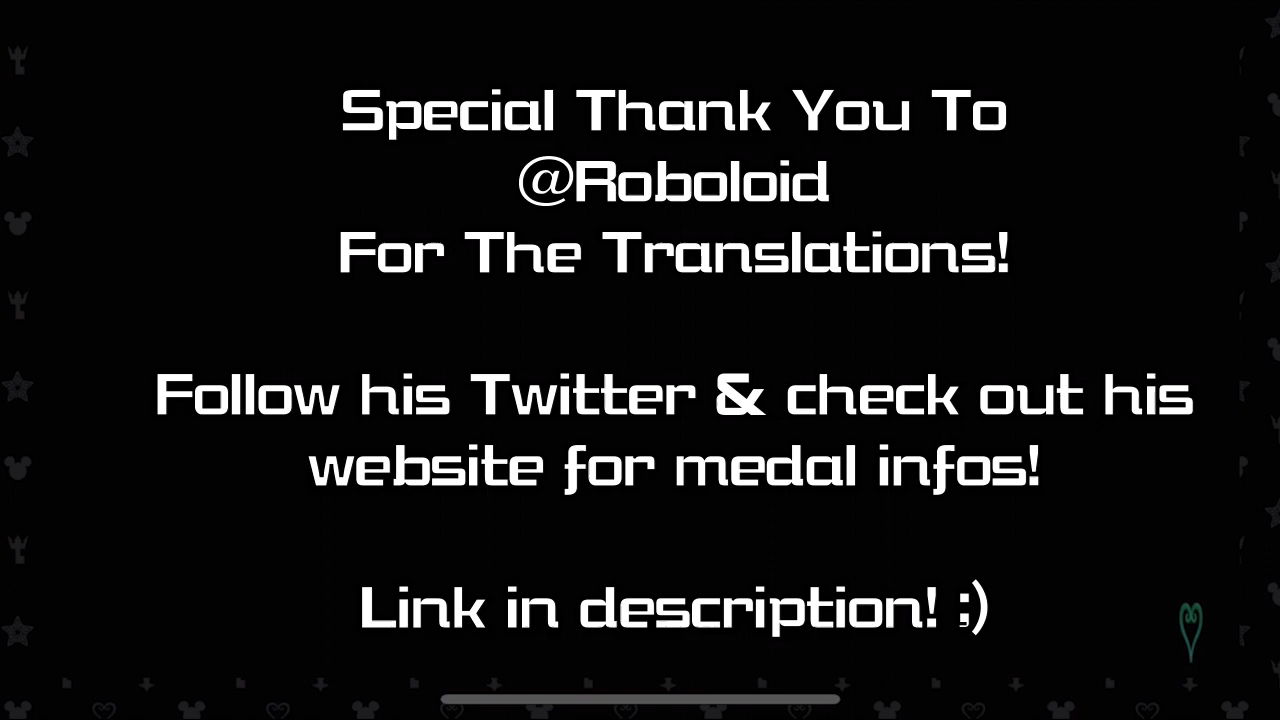 Special Thank You To
@Roboloid
For The Translations!
Follow his Twitter & check out his
website for medal infos!
Link in description! ;)